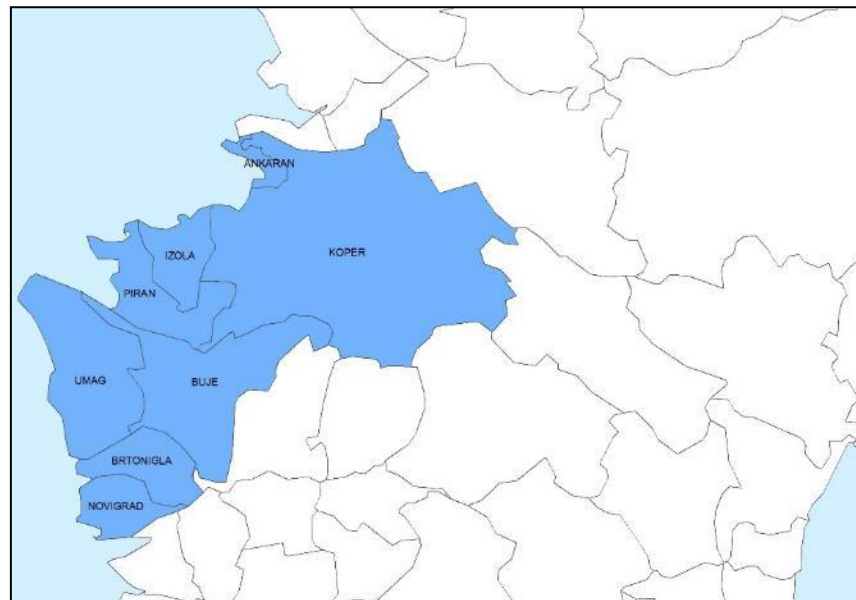 ANKARAN
KOPER
IZOLA
PIRAN
UMAG
BUJE
BRTONIGLA
NOVIGRAD